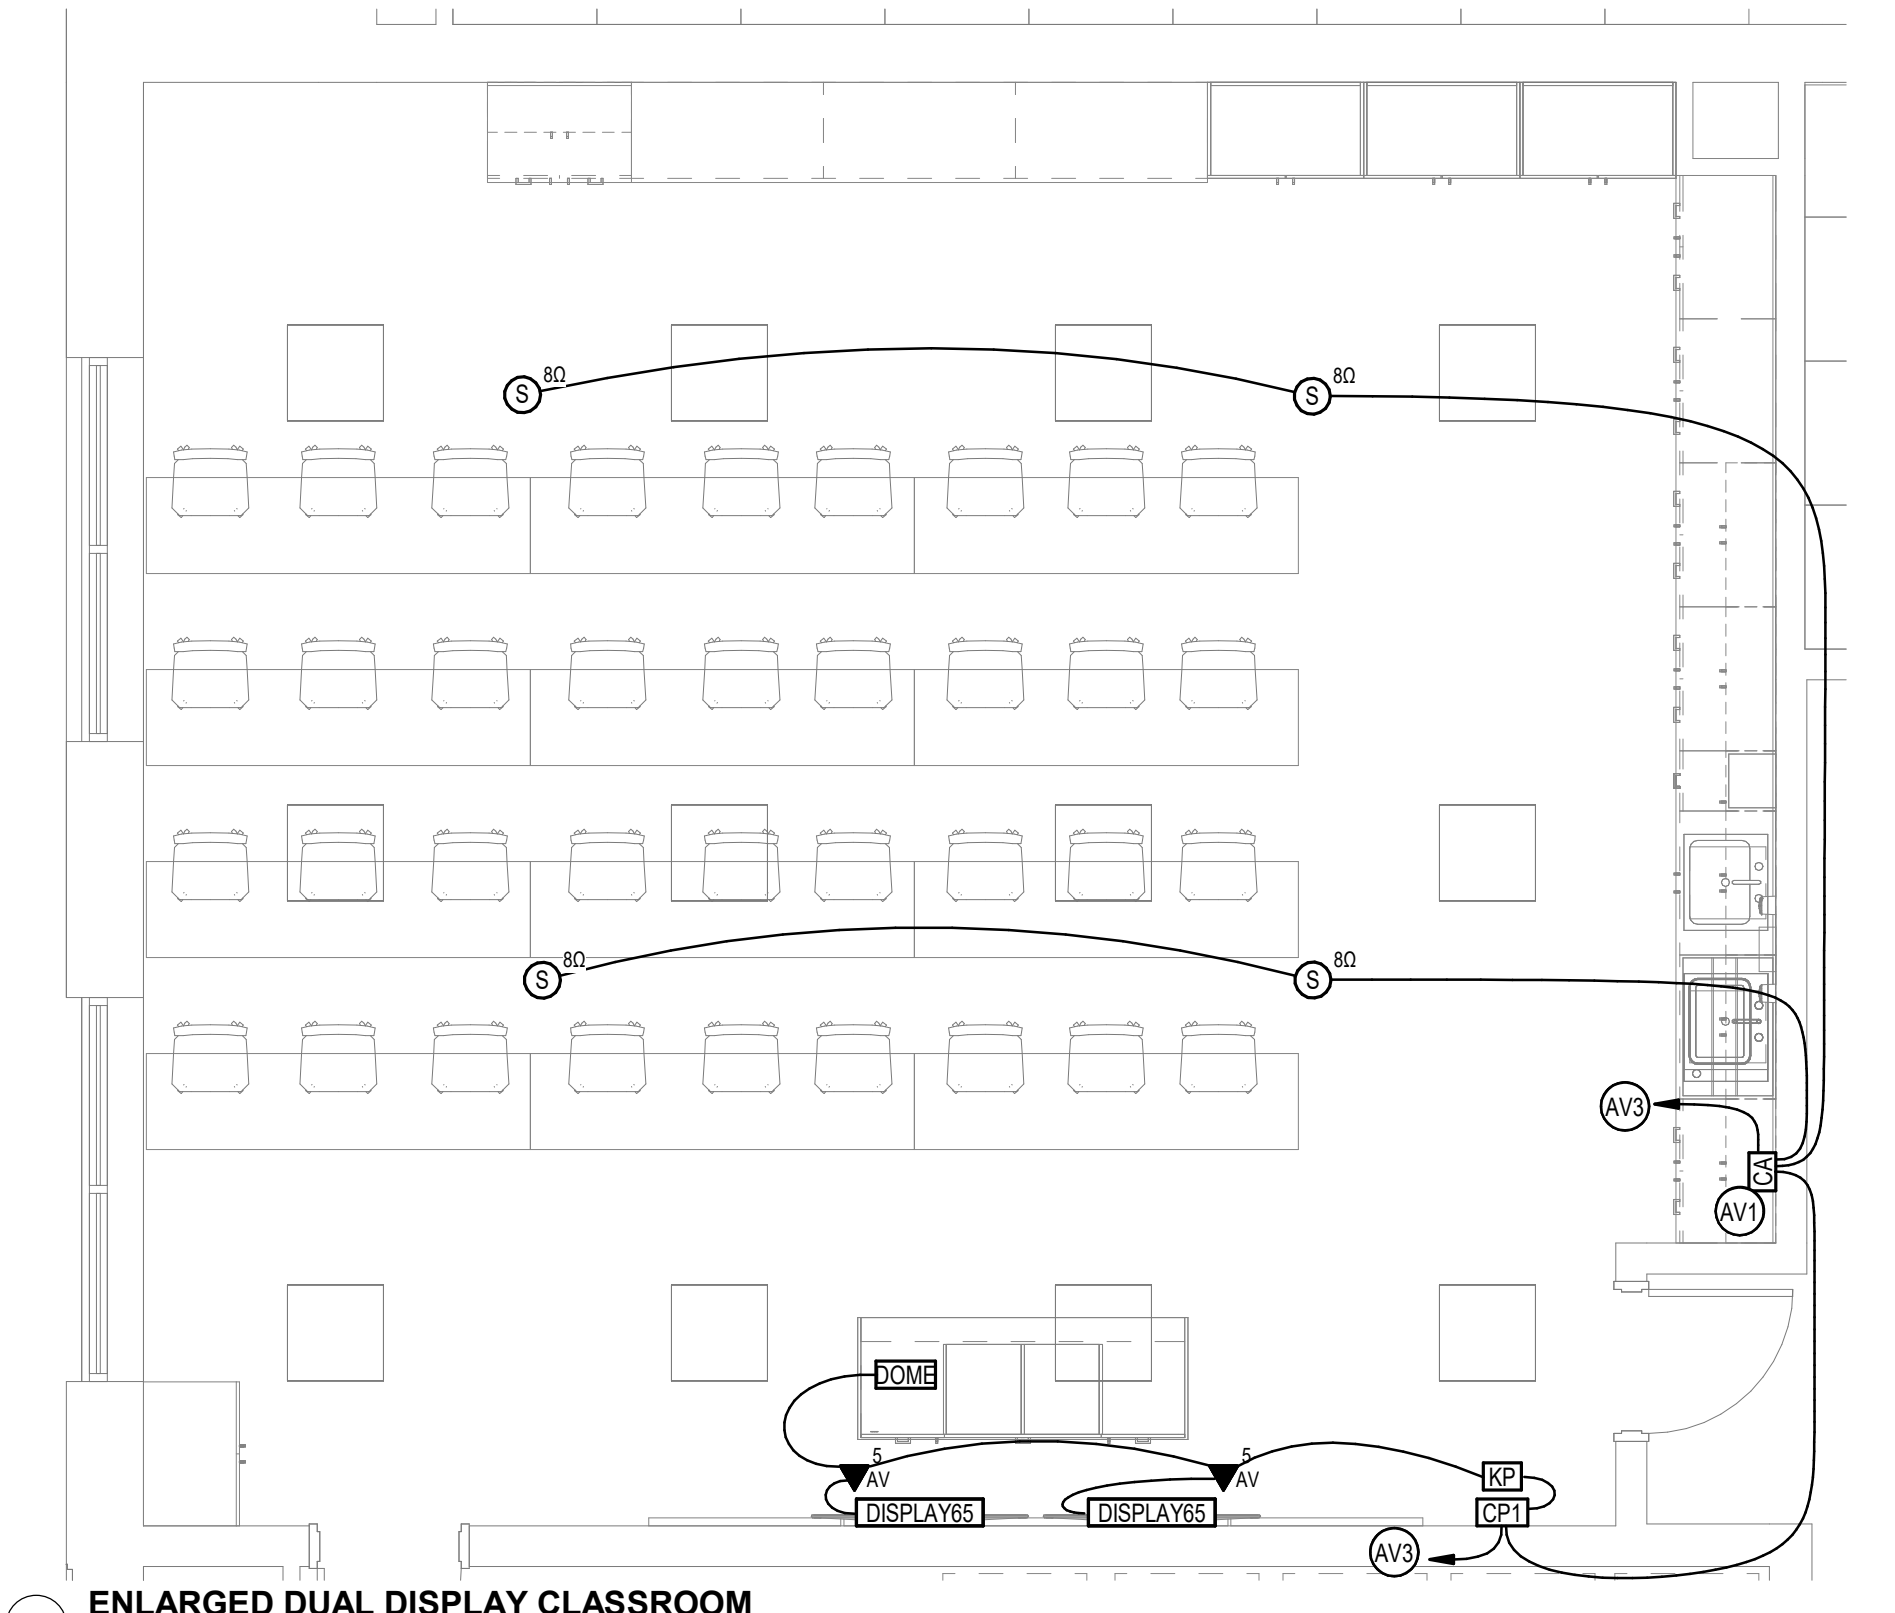 8Ω
8Ω
S
S
8Ω
8Ω
S
S
AV3
CA
AV1
DOME
5
AV
5
AV
KP
DISPLAY65
DISPLAY65
CP1
AV3
ENLARGED DUAL DISPLAY CLASSROOM